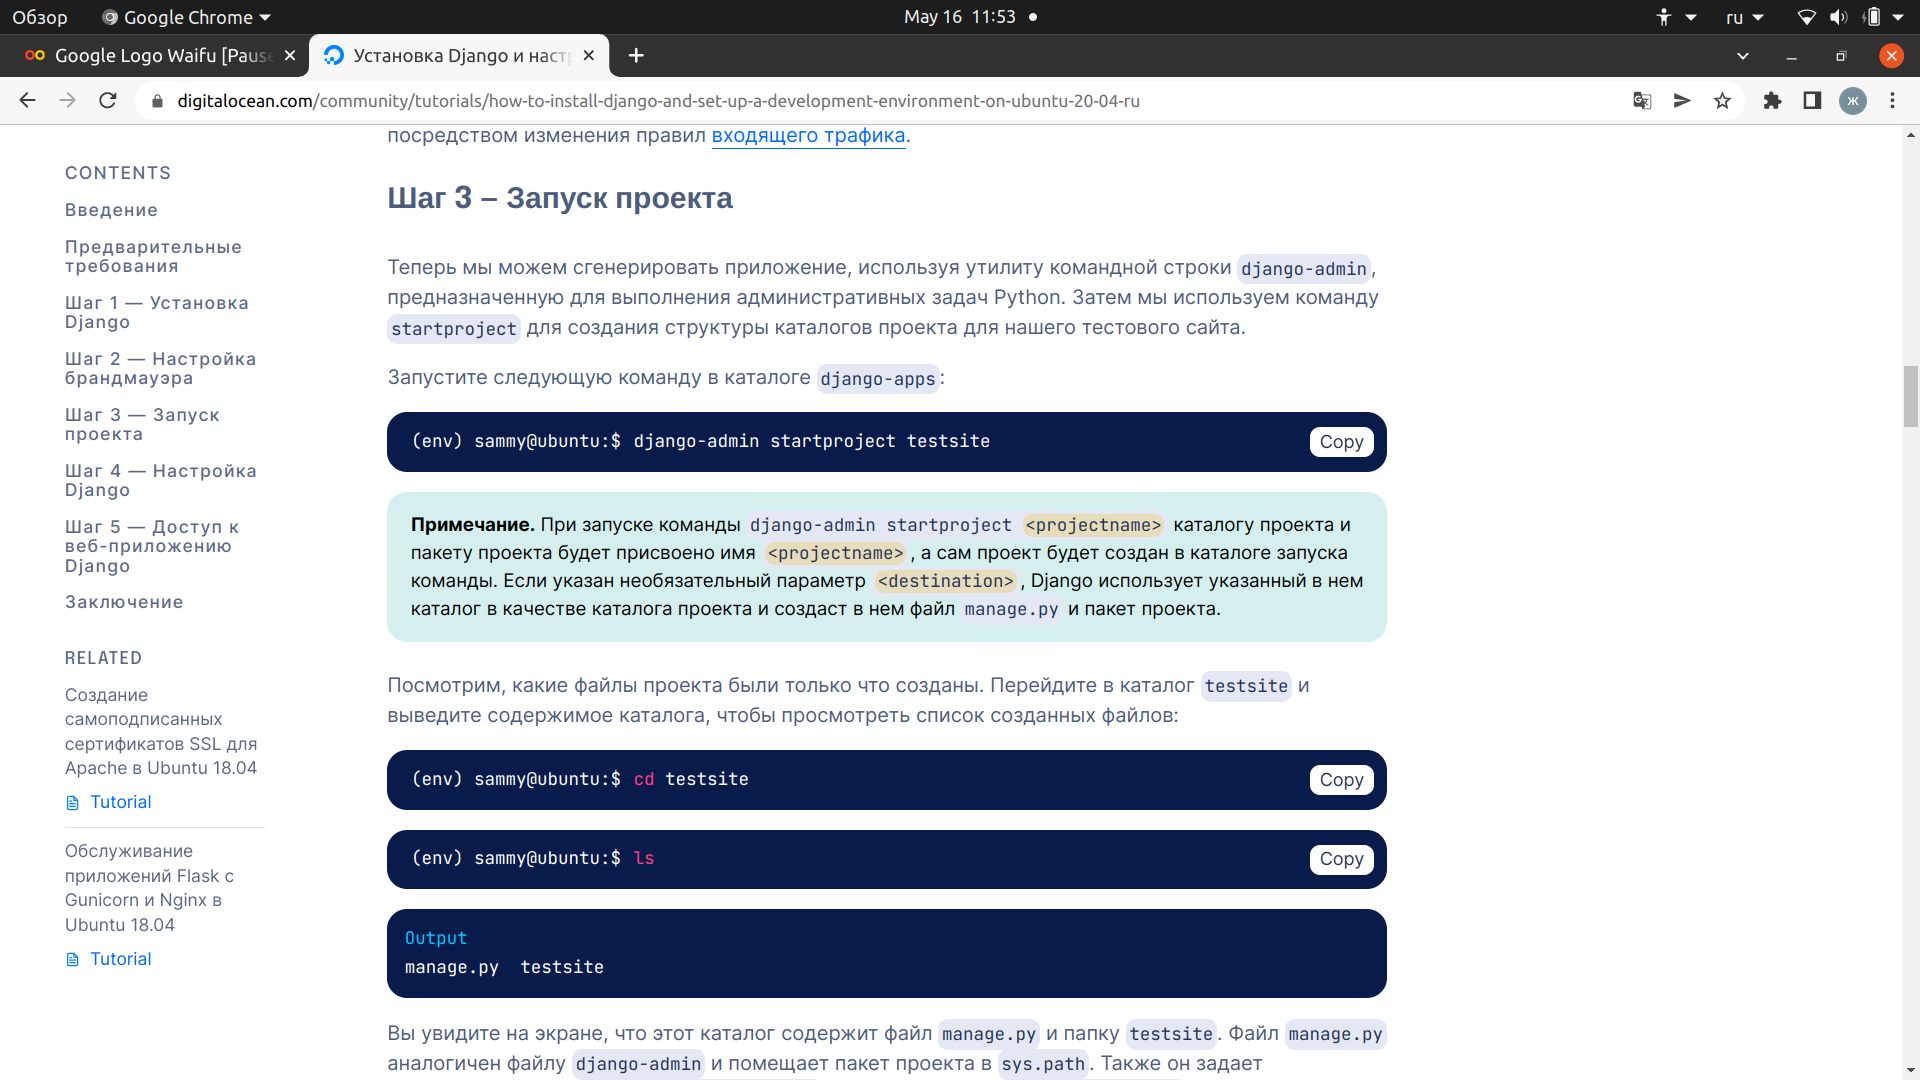 Обзор
Google Chrome
May 16 11:53
ru
Google Logo Waifu [Pause
Установка Django и настр
digitalocean.com/community/tutorials/how-to-install-django-and-set-up-a-development-environment-on-ubuntu-20-04-ru
ж
CONTENTS
Введение
Предварительные
требования
Шаг 1 — Установка
Django
Шаг 2 — Настройка
брандмауэра
Шаг 3 — Запуск
проекта
Шаг 4 — Настройка
Django
Шаг 5 — Доступ к
веб-приложению
Django
Заключение
RELATED
Создание
самоподписанных
сертификатов SSL для
Apache в Ubuntu 18.04
Tutorial
Обслуживание
приложений Flask с
Gunicorn и Nginx в
Ubuntu 18.04
Tutorial
посредством изменения правил входящего трафика.
Шаг 3 – Запуск проекта
Теперь мы можем сгенерировать приложение, используя утилиту командной строки django-admin,
предназначенную для выполнения административных задач Python. Затем мы используем команду
startproject для создания структуры каталогов проекта для нашего тестового сайта.
Запустите следующую команду в каталоге django-apps:
(env) sammy@ubuntu:$ django-admin startproject testsite
Copy
Примечание. При запуске команды django-admin startproject <projectname> каталогу проекта и
пакету проекта будет присвоено имя <projectname>, а сам проект будет создан в каталоге запуска
команды. Если указан необязательный параметр <destination>, Django использует указанный в нем
каталог в качестве каталога проекта и создаст в нем файл manage.py и пакет проекта.
Посмотрим, какие файлы проекта были только что созданы. Перейдите в каталог testsite и
выведите содержимое каталога, чтобы просмотреть список созданных файлов:
(env) sammy@ubuntu:$ cd testsite
Copy
(env) sammy@ubuntu:$ ls
Copy
Output
manage.py testsite
Вы увидите на экране, что этот каталог содержит файл manage.py и папку testsite. Файл manage.py
аналогичен файлу django-admin и помещает пакет проекта в sys.path. Также он задает